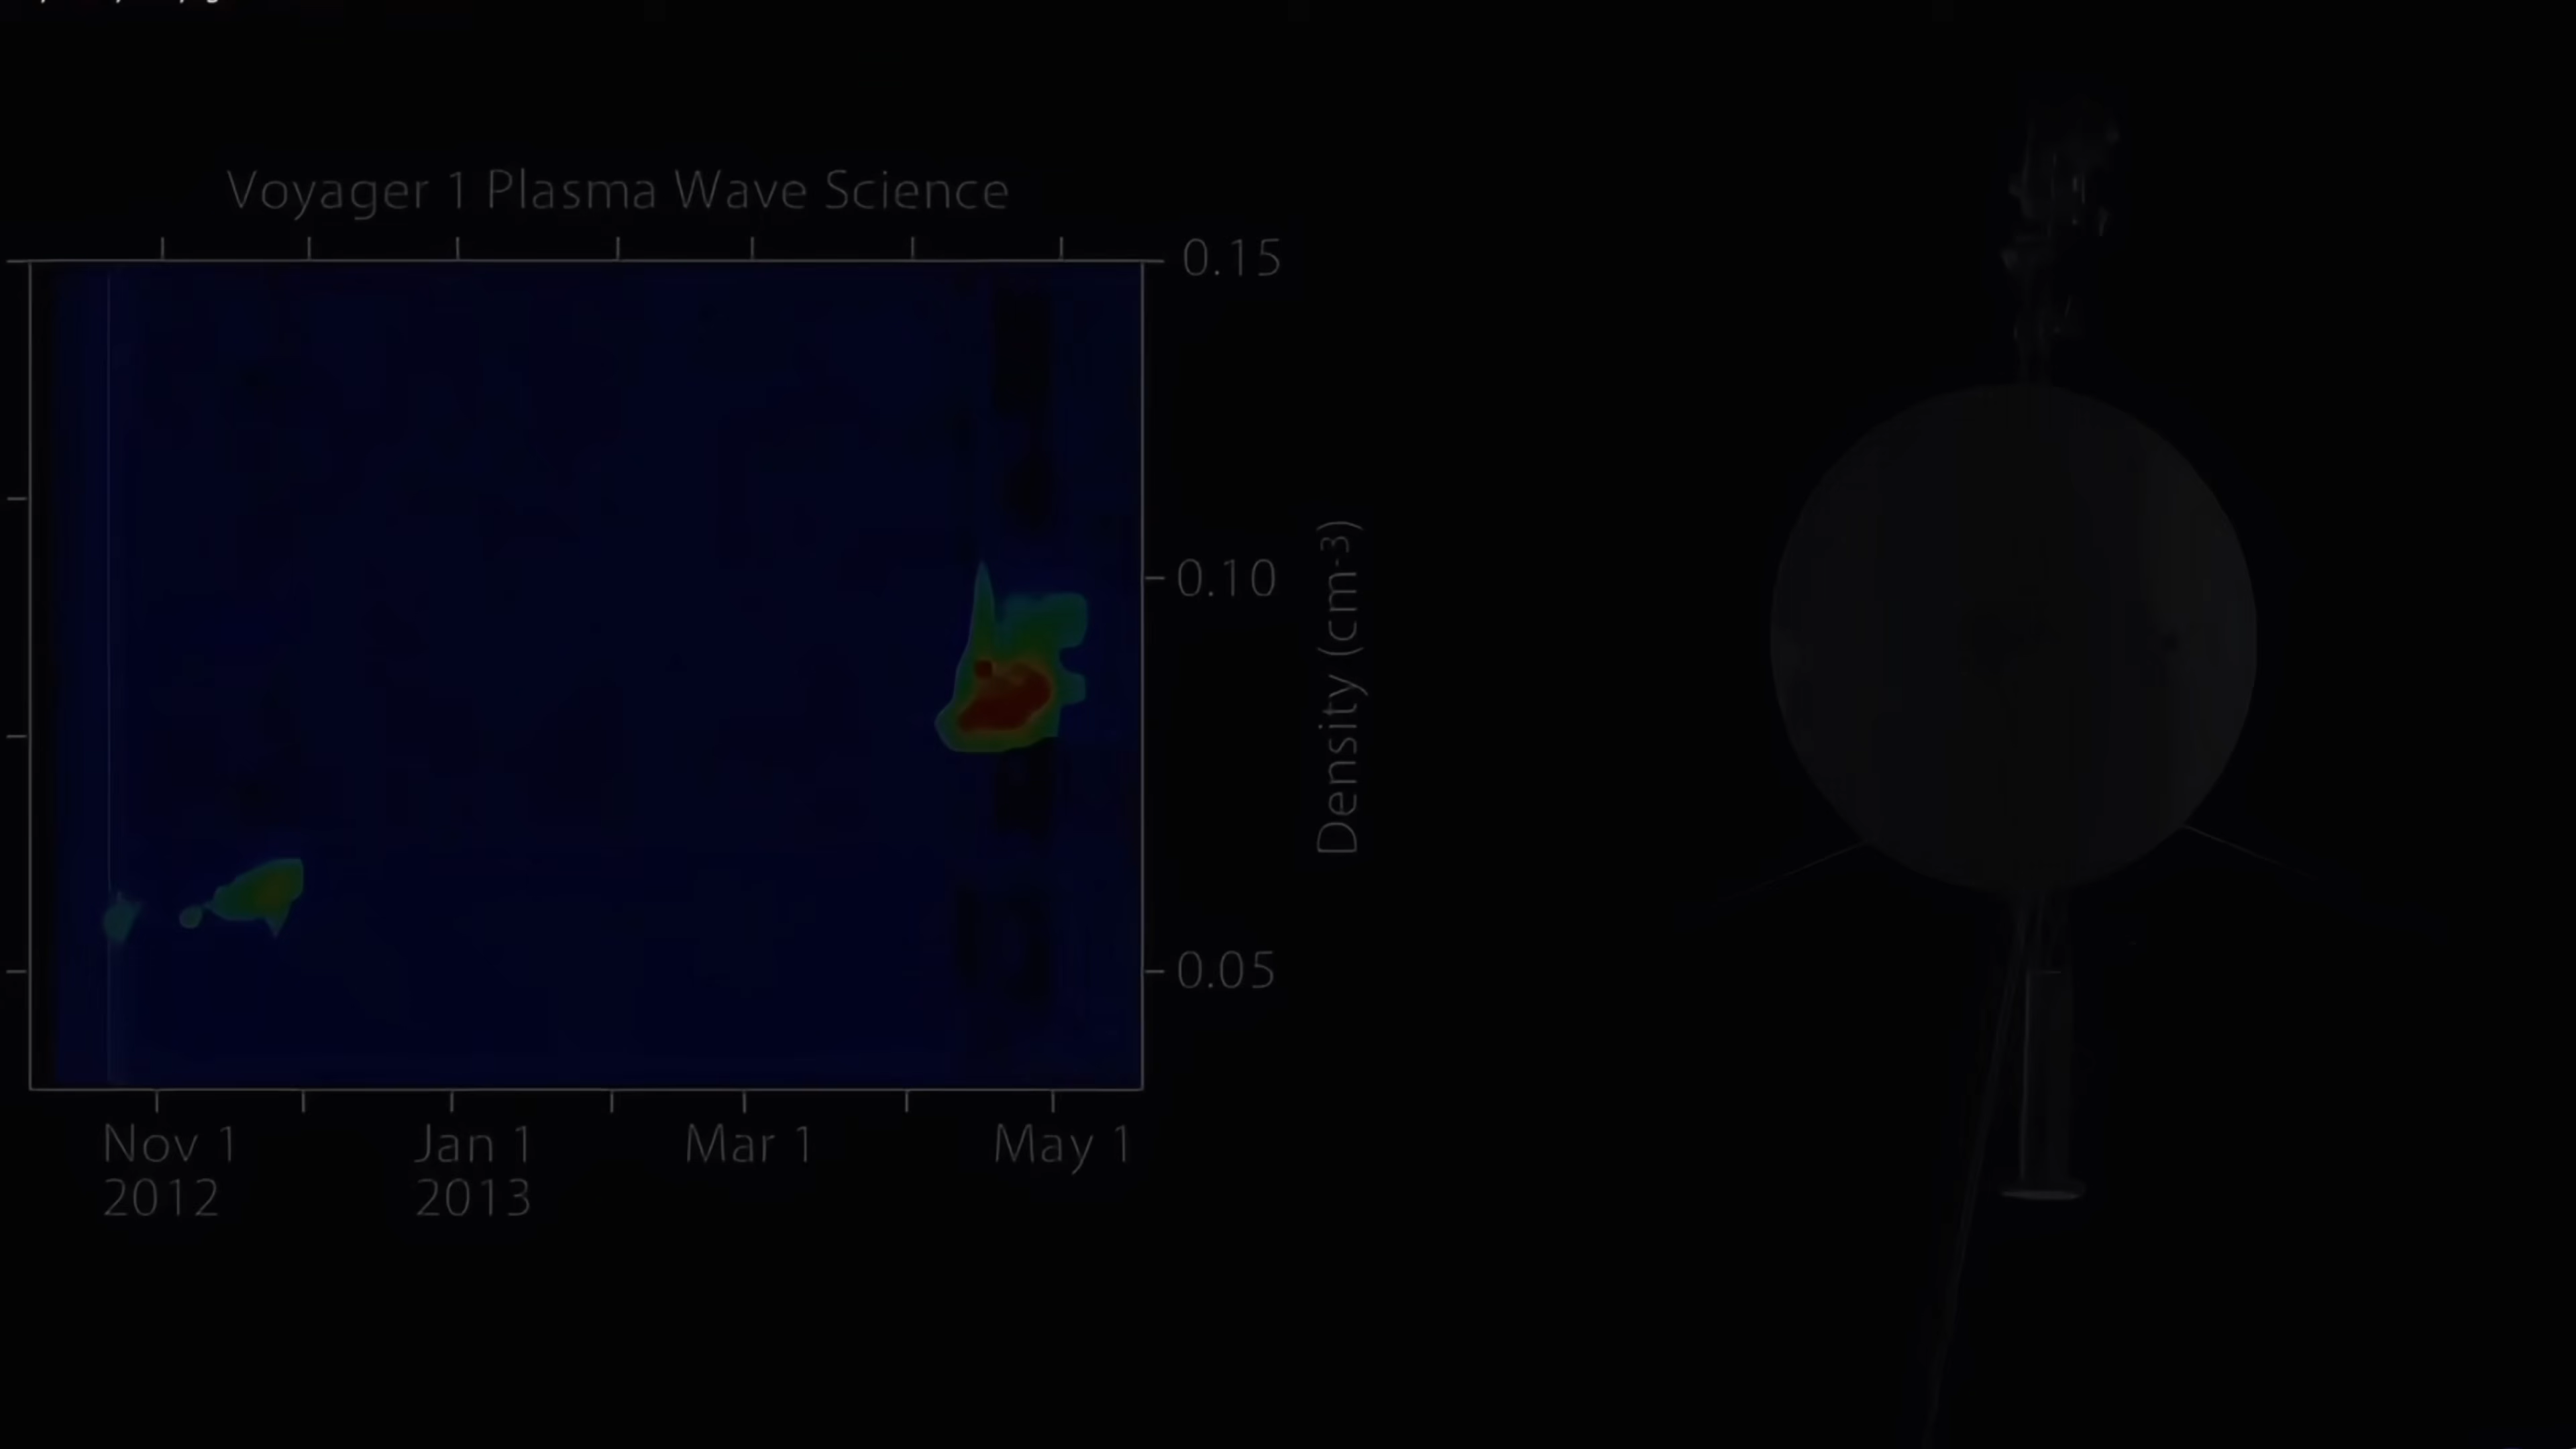 Voyager 1 Plasma Wave Science
0.15
0.10
Density (cm-3)
0.05
Nov 1
2012
Jan 1
2013
Mar 1
May 1